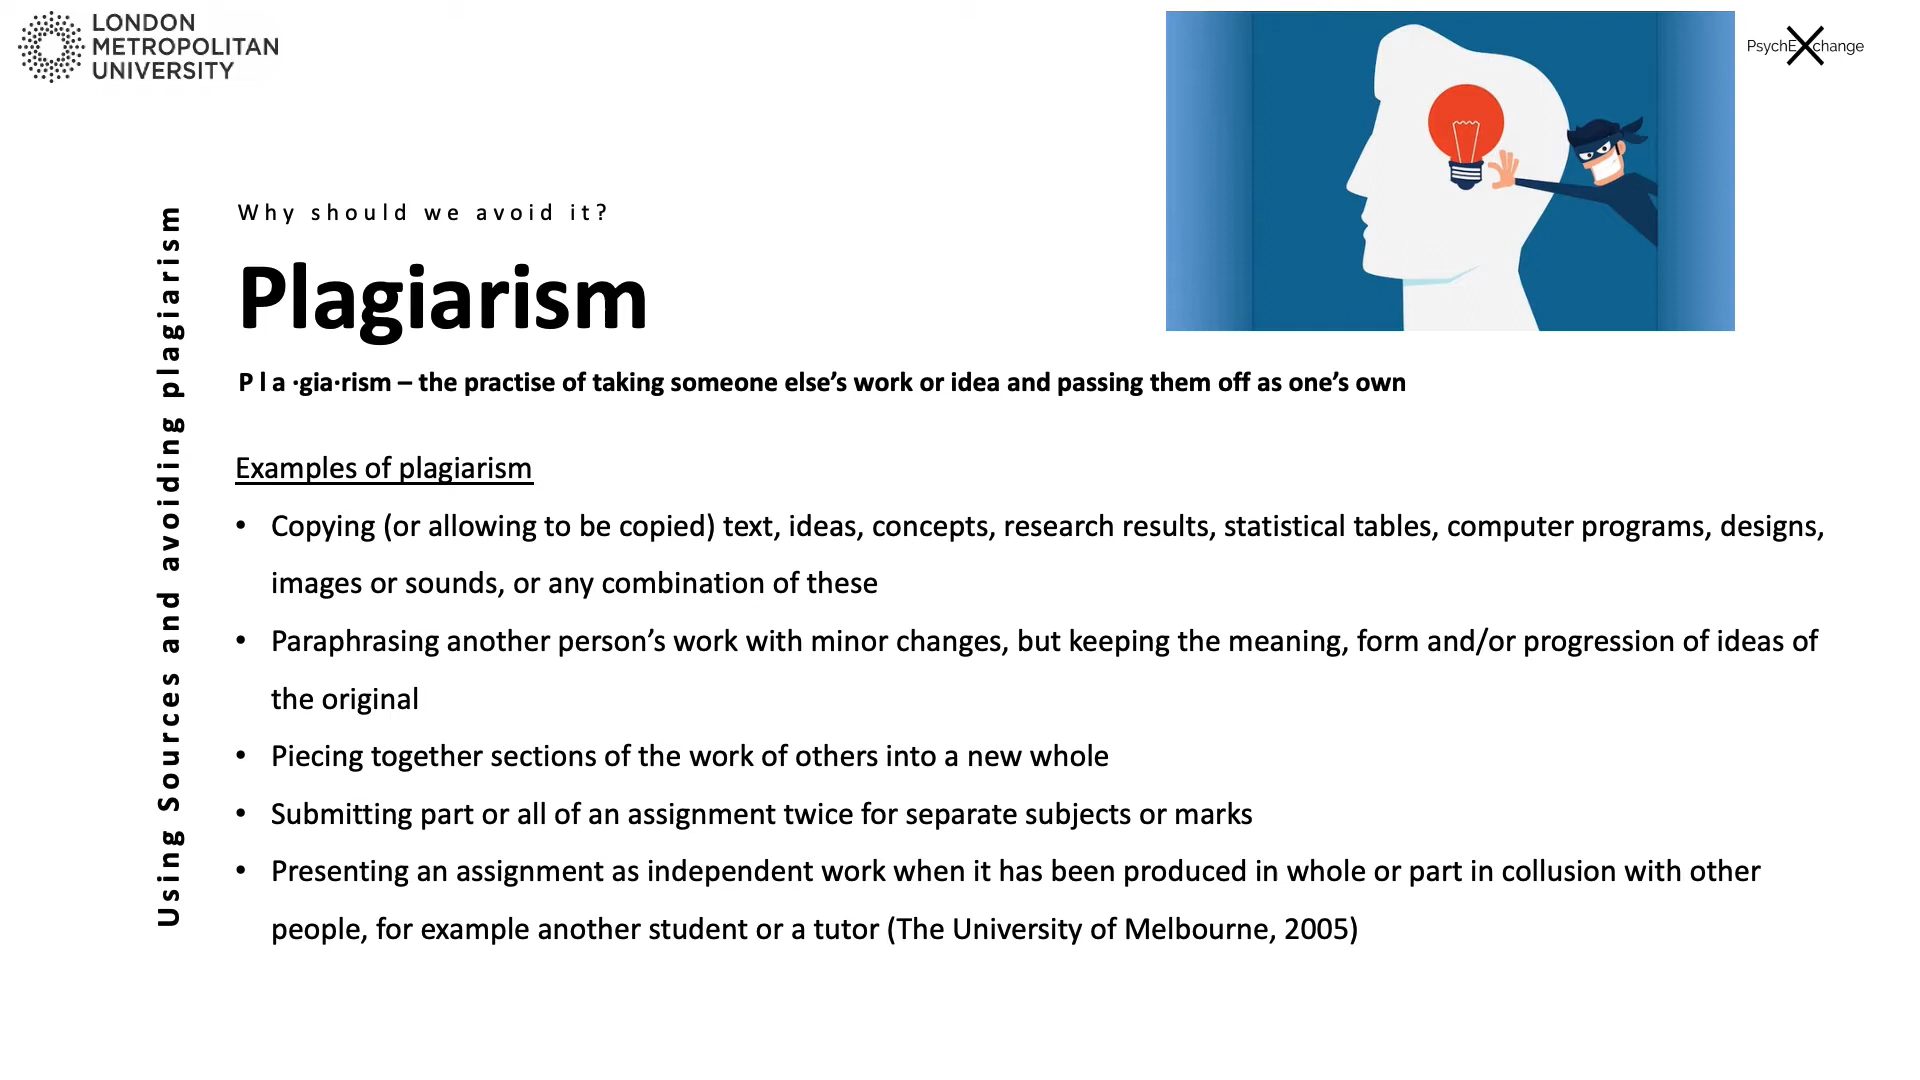 LONDON
METROPOLITAN
UNIVERSITY
PsychEXchange
Using Sources and avoiding plagiarism
Why should we avoid it?
Plagiarism
P l a ·gia·rism – the practise of taking someone else’s work or idea and passing them off as one’s own
Examples of plagiarism
• Copying (or allowing to be copied) text, ideas, concepts, research results, statistical tables, computer programs, designs,
images or sounds, or any combination of these
• Paraphrasing another person’s work with minor changes, but keeping the meaning, form and/or progression of ideas of
the original
• Piecing together sections of the work of others into a new whole
• Submitting part or all of an assignment twice for separate subjects or marks
• Presenting an assignment as independent work when it has been produced in whole or part in collusion with other
people, for example another student or a tutor (The University of Melbourne, 2005)